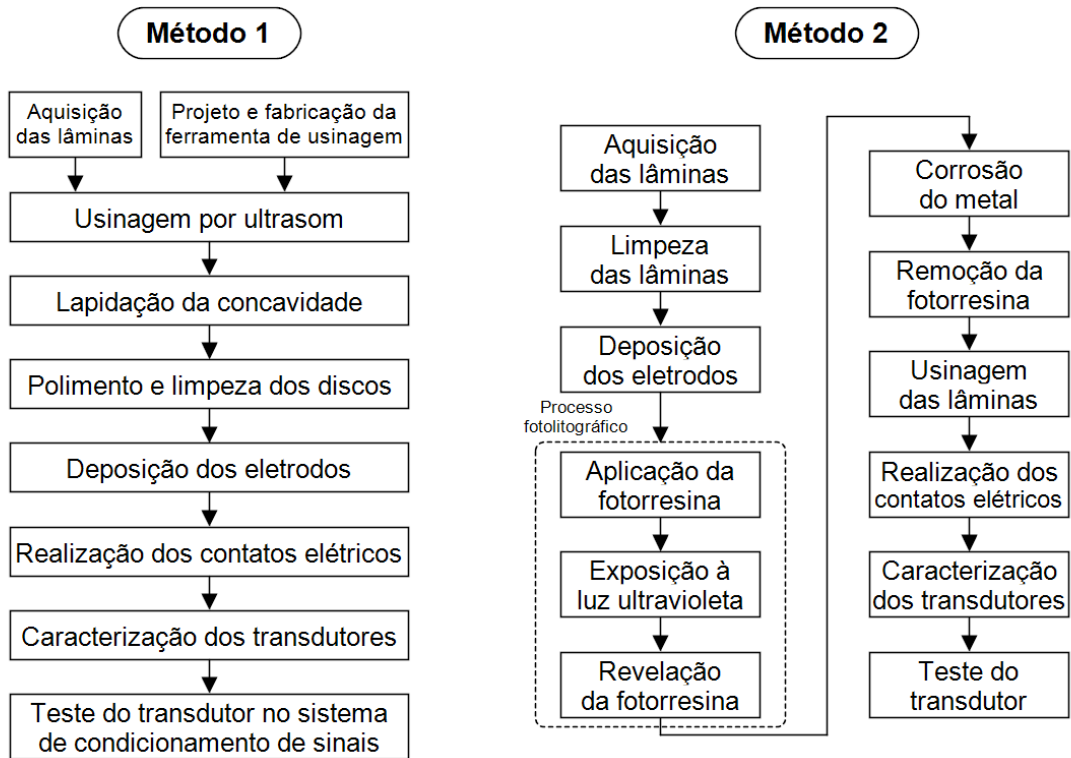 Método 1
Aquisição
das lâminas
Projeto e fabricação da
ferramenta de usinagem
Usinagem por ultrasom
Lapidação da concavidade
Polimento e limpeza dos discos
Deposição dos eletrodos
Realização dos contatos elétricos
Caracterização dos transdutores
Teste do transdutor no sistema
de condicionamento de sinais
Método 2
Aquisição
das lâminas
Limpeza
das lâminas
Deposição
dos eletrodos
Processo
fotolitográfico
Aplicação da
fotorresina
Exposição à
luz ultravioleta
Revelação
da fotorresina
Corrosão
do metal
Remoção da
fotorresina
Usinagem
das lâminas
Realização dos
contatos elétricos
Caracterização
dos transdutores
Teste do
transdutor